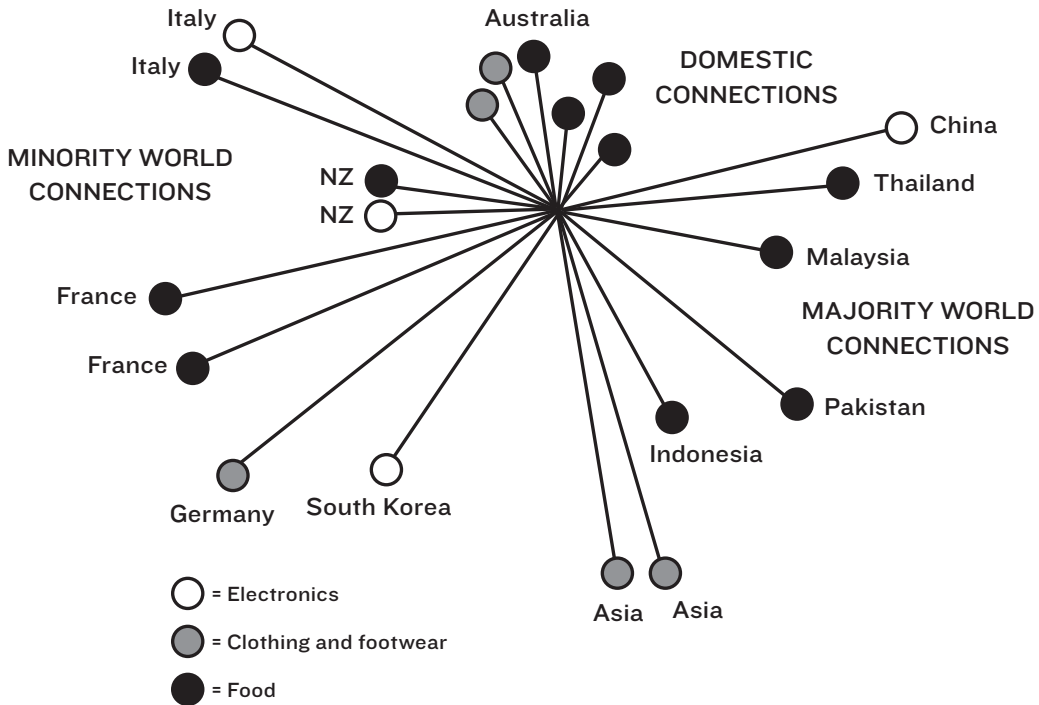 Italy
Australia
Italy
DOMESTIC
CONNECTIONS
China
MINORITY WORLD
CONNECTIONS
NZ
Thailand
NZ
Malaysia
France
MAJORITY WORLD
CONNECTIONS
France
Pakistan
Indonesia
Germany
South Korea
Asia
Asia
= Electronics
= Clothing and footwear
= Food